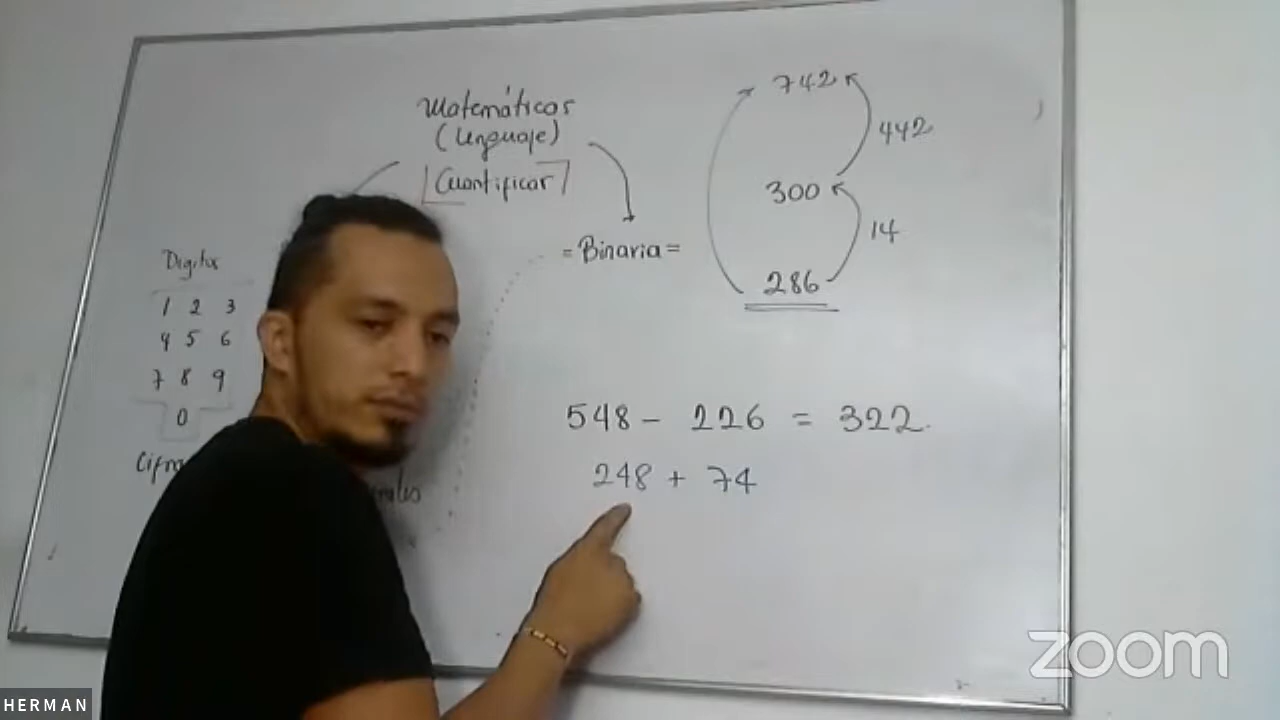 Matemáticas
(Lenguaje)
Cuantificar
= Binaria =
Digitos
1 2 3
4 5 6
7 8 9
0
742
442
300
14
286
548 - 226 = 322.
248 + 74
HERMAN
zoom